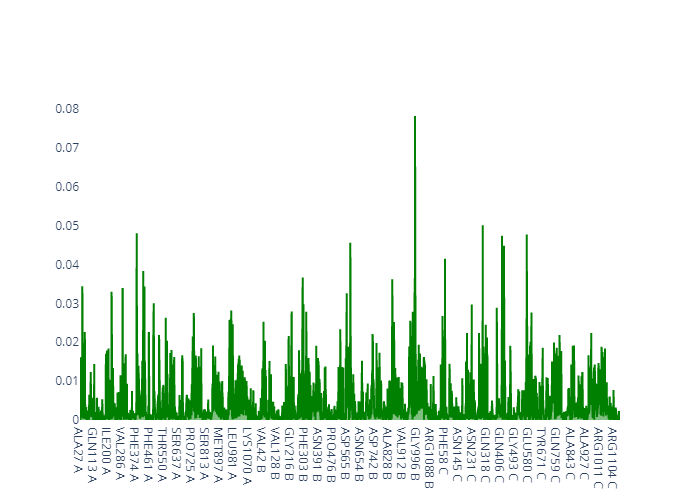 0.08
0.07
0.06
0.05
0.04
0.03
0.02
0.01
0
ALA27 A
GLN113 A
ILE200 A
VAL286 A
PHE374 A
PHE461 A
THR550 A
SER637 A
PRO725 A
SER813 A
MET897 A
LEU981 A
LYS1070 A
VAL42 B
VAL128 B
GLY216 B
PHE303 B
ASN391 B
PRO476 B
ASP565 B
ASN654 B
ASP742 B
ALA828 B
VAL912 B
GLY996 B
ARG1088 B
PHE58 C
ASN145 C
ASN231 C
GLN318 C
GLN406 C
GLY493 C
GLU580 C
TYR671 C
GLN759 C
ALA843 C
ALA927 C
ARG1011 C
ARG1104 C